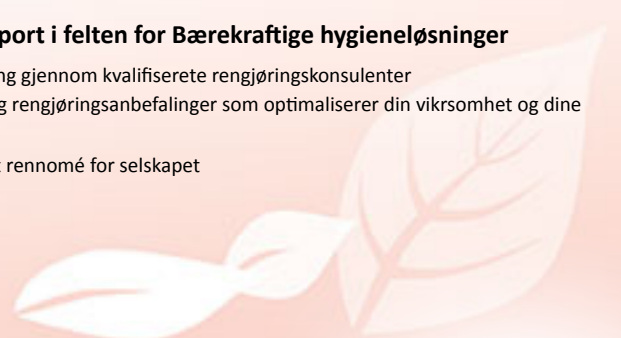 port i felten for Bærekraftige hygieneløsninger
ng gjennom kvalifiserete rengjøringskonsulenter
g rengjøringsanbefalinger som optimaliserer din vikrsomhet og dine
t rennomé for selskapet